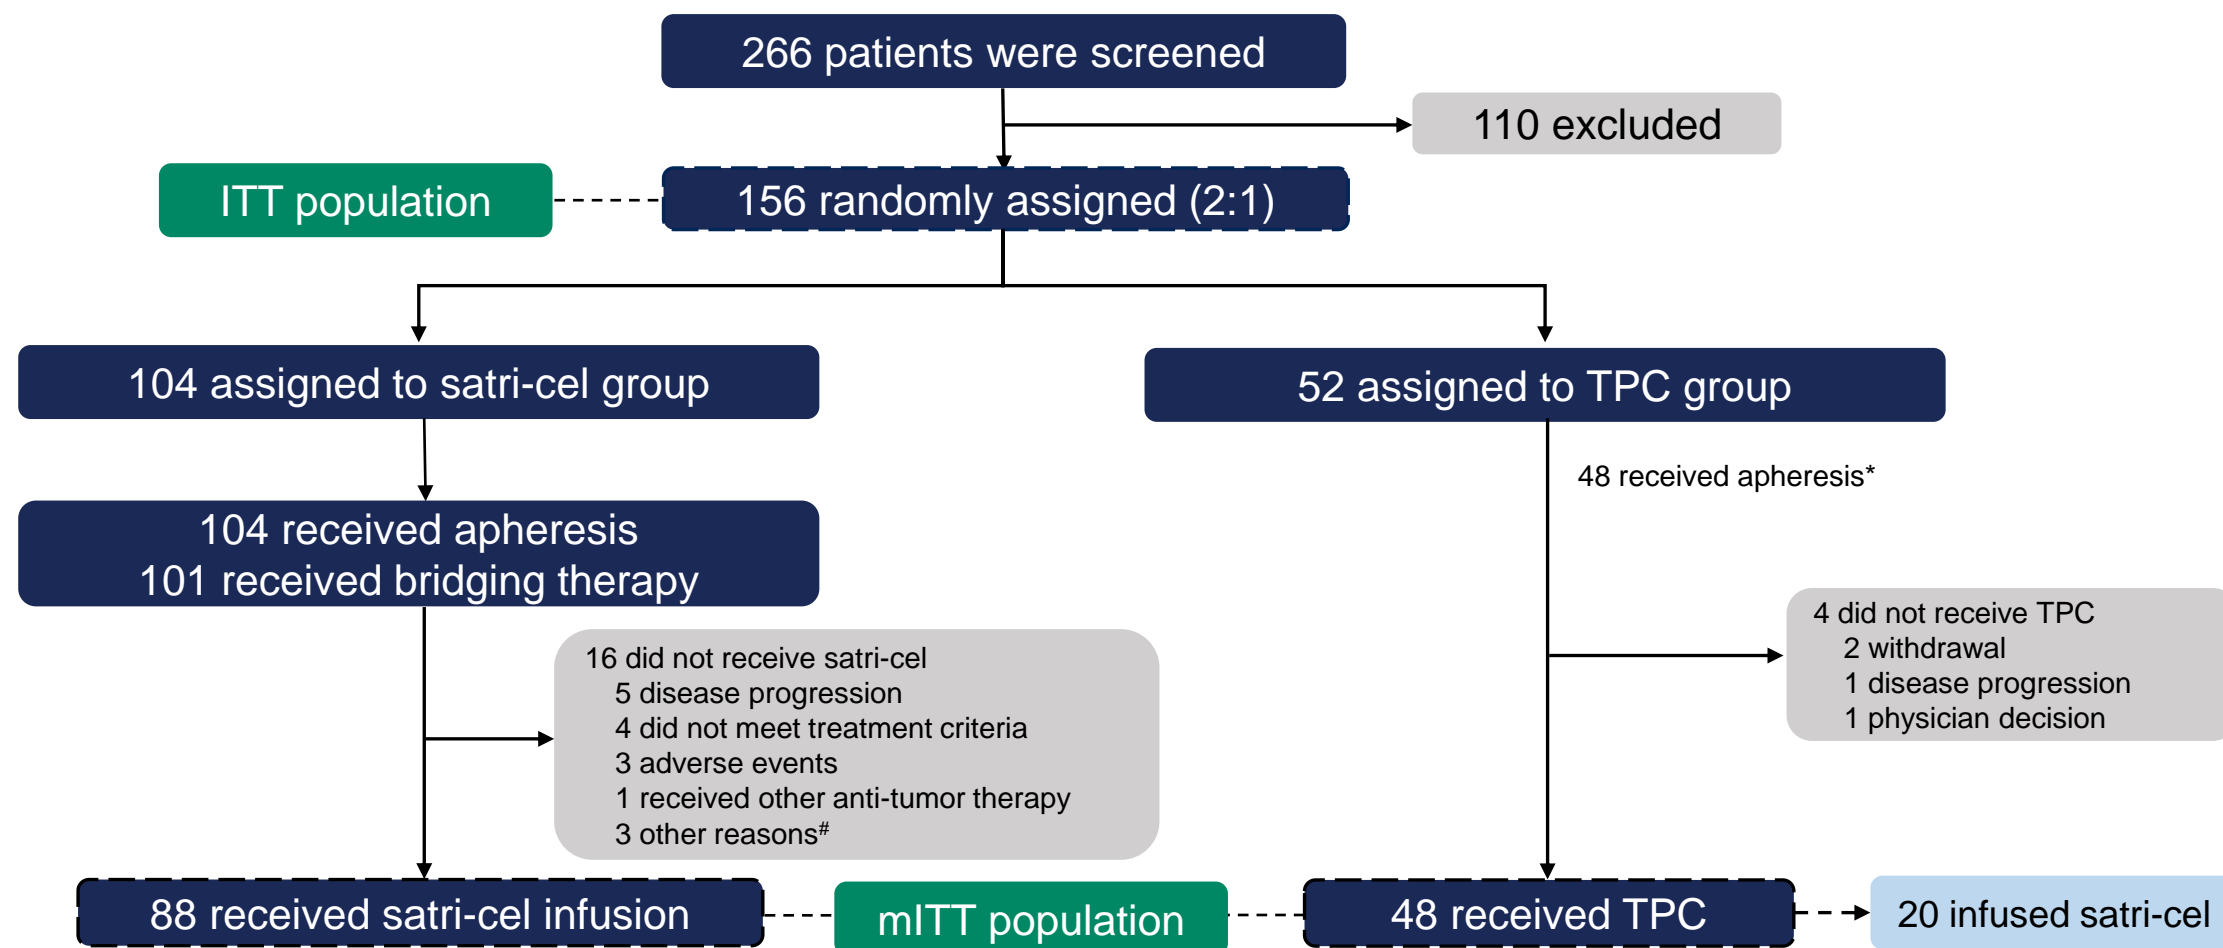 266 patients were screened
110 excluded
ITT population
156 randomly assigned (2:1)
104 assigned to satri-cel group
52 assigned to TPC group
48 received apheresis*
104 received apheresis
101 received bridging therapy
4 did not receive TPC
2 withdrawal
1 disease progression
1 physician decision
16 did not receive satri-cel
5 disease progression
4 did not meet treatment criteria
3 adverse events
1 received other anti-tumor therapy
3 other reasons#
88 received satri-cel infusion
mITT population
48 received TPC
20 infused satri-cel